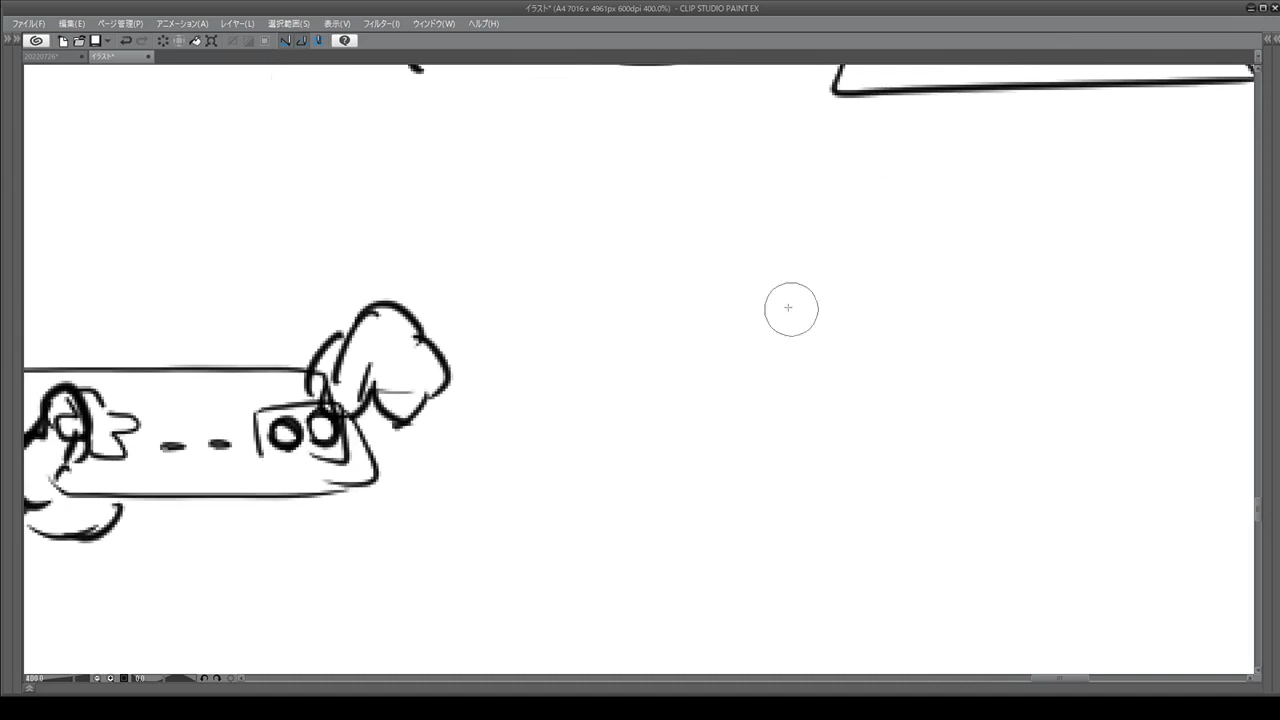 イラスト* (A4 7016 x 4961px 600dpi 400.0%) - CLIP STUDIO PAINT EX
ファイル(F) 編集(E) ページ管理(P) アニメーション(A) レイヤー(L) 選択範囲(S) 表示(V) フィルター(I) ウィンドウ(W) ヘルプ(H)
20220726* イラスト*
400.0 0.0